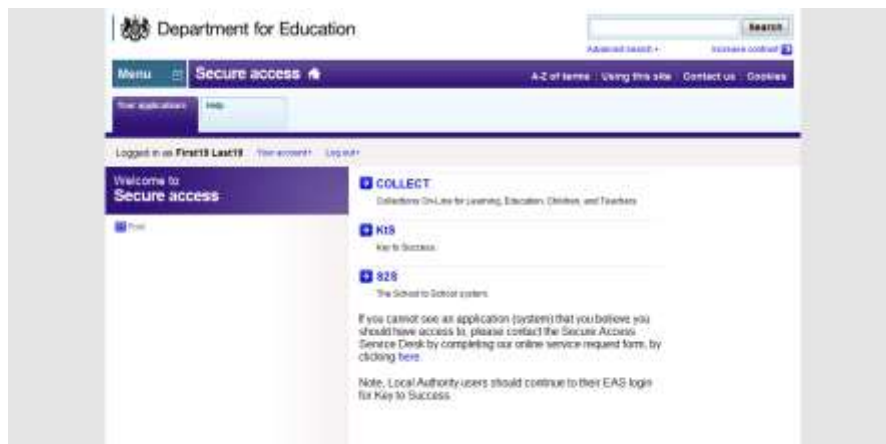 Department for Education
Search
Advanced search
Increase contrast
Menu
Secure access
A-Z of terms
Using this site
Contact us
Cookies
Your applications
Help
Logged in as First19 Last19
Your account
Log out
Welcome to
Secure access
Print
COLLECT
Collections On-Line for Learning, Education, Children, and Teachers
KtS
Key to Success
S2S
The School to School system
If you cannot see an application (system) that you believe you
should have access to, please contact the Secure Access
Service Desk by completing our online service request form, by
clicking here.
Note, Local Authority users should continue to their EAS login
for Key to Success